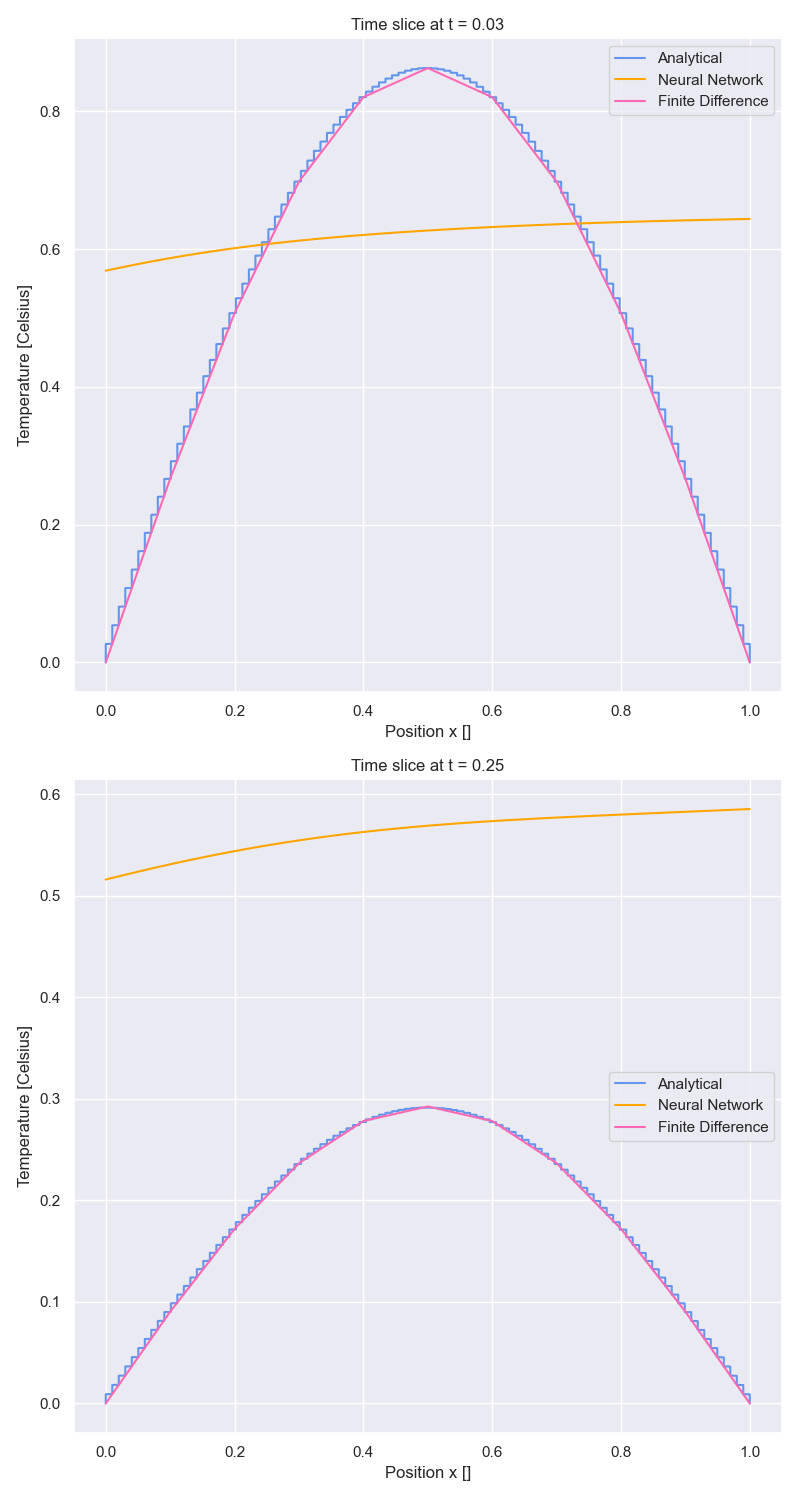 Time slice at t = 0.03
Analytical
Neural Network
Finite Difference
Temperature [Celsius]
0.8
0.6
0.4
0.2
0.0
0.0 0.2 0.4 0.6 0.8 1.0
Position x []
Time slice at t = 0.25
0.6
0.5
0.4
0.3
0.2
0.1
0.0
Temperature [Celsius]
Analytical
Neural Network
Finite Difference
0.0 0.2 0.4 0.6 0.8 1.0
Position x []